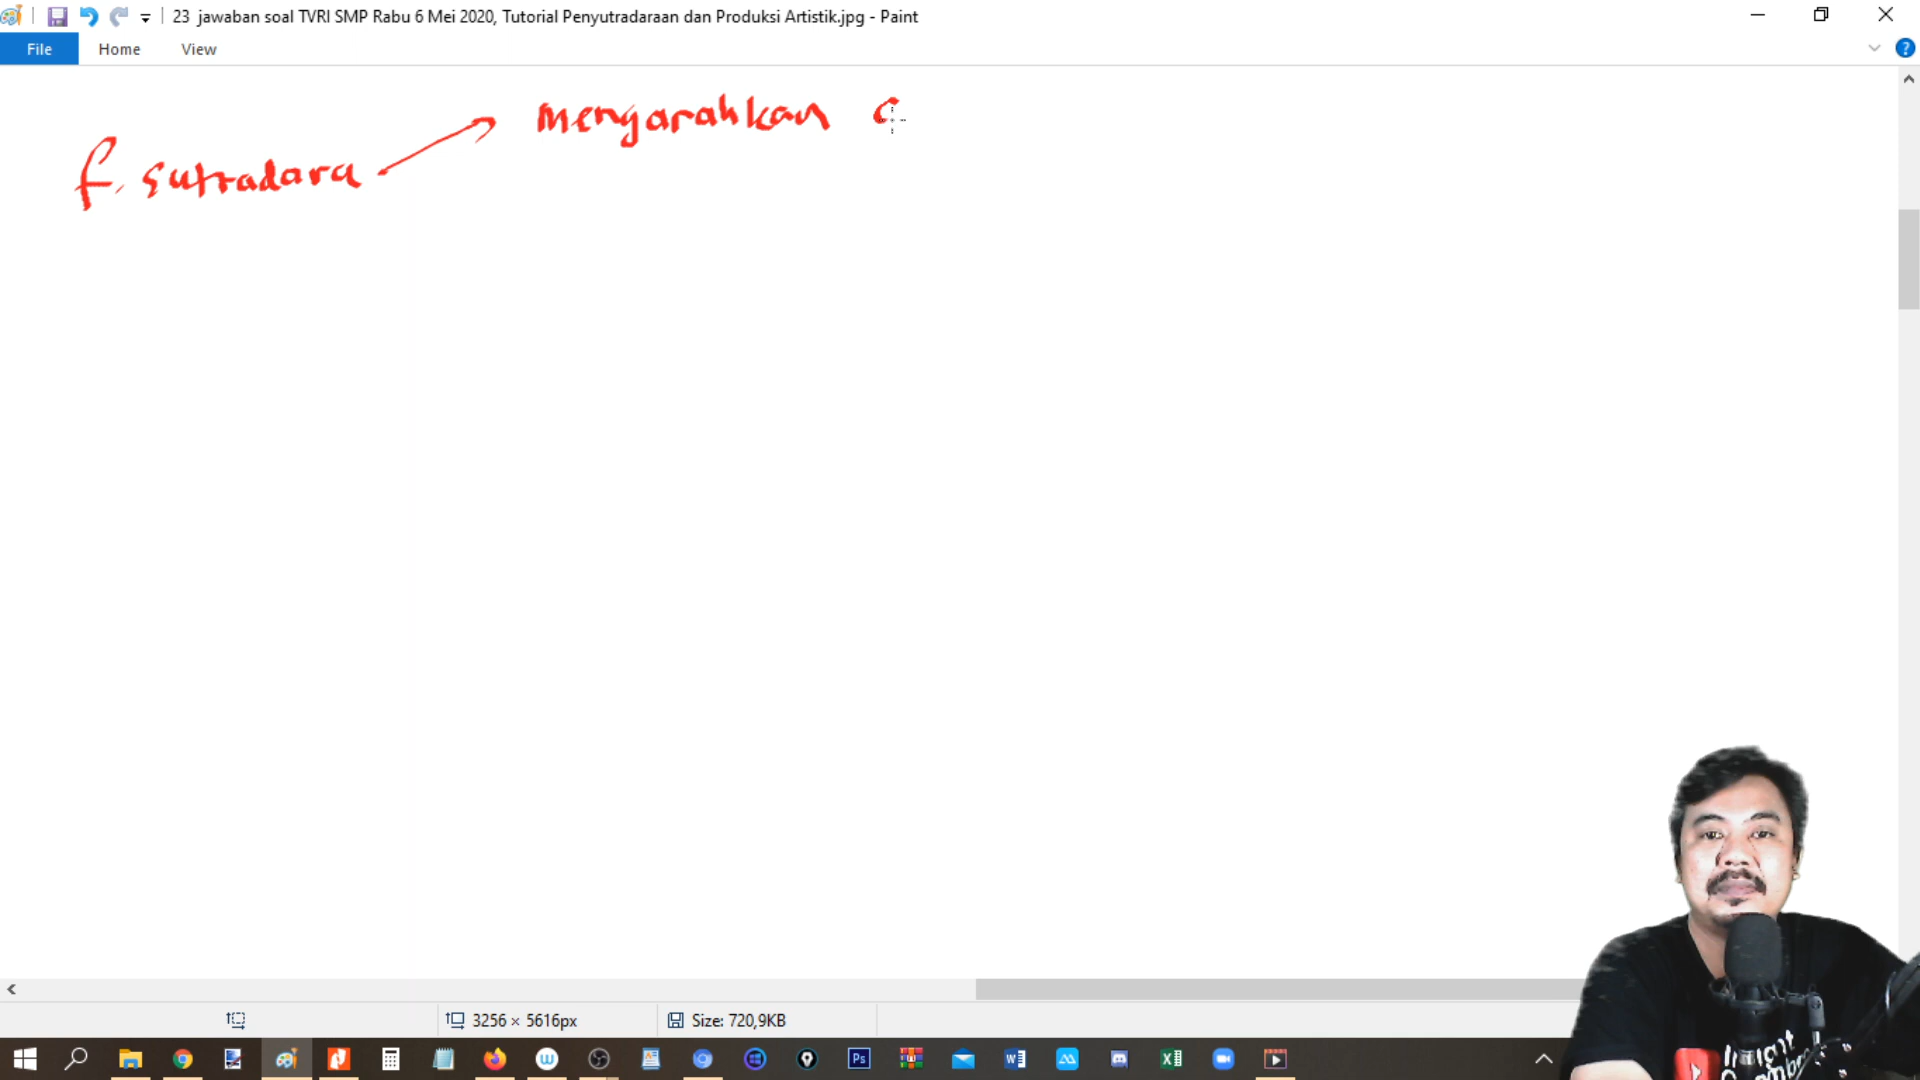 23 jawaban soal TVRI SMP Rabu 6 Mei 2020, Tutorial Penyutradaraan dan Produksi Artistik.jpg - Paint
File Home View
mengarahkan
f. sutradara
3256 × 5616px Size: 720,9KB